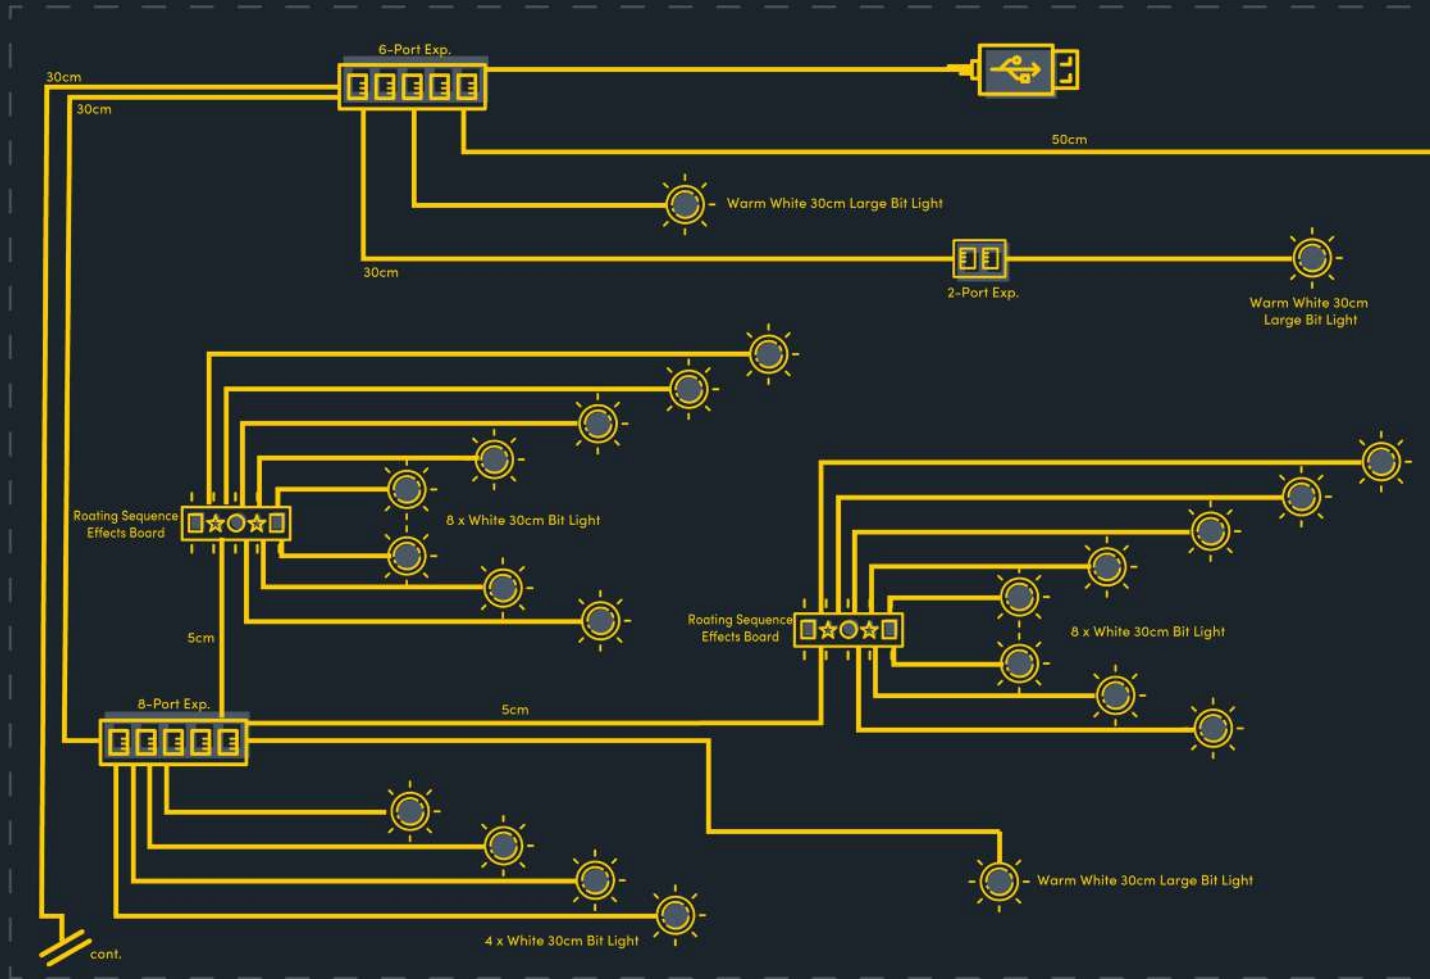 6-Port Exp.
30cm
30cm
50cm
Warm White 30cm Large Bit Light
30cm
2-Port Exp.
Warm White 30cm
Large Bit Light
Roating Sequence
Effects Board
8 x White 30cm Bit Light
Roating Sequence
Effects Board
8 x White 30cm Bit Light
5cm
8-Port Exp.
5cm
Warm White 30cm Large Bit Light
4 x White 30cm Bit Light
cont.